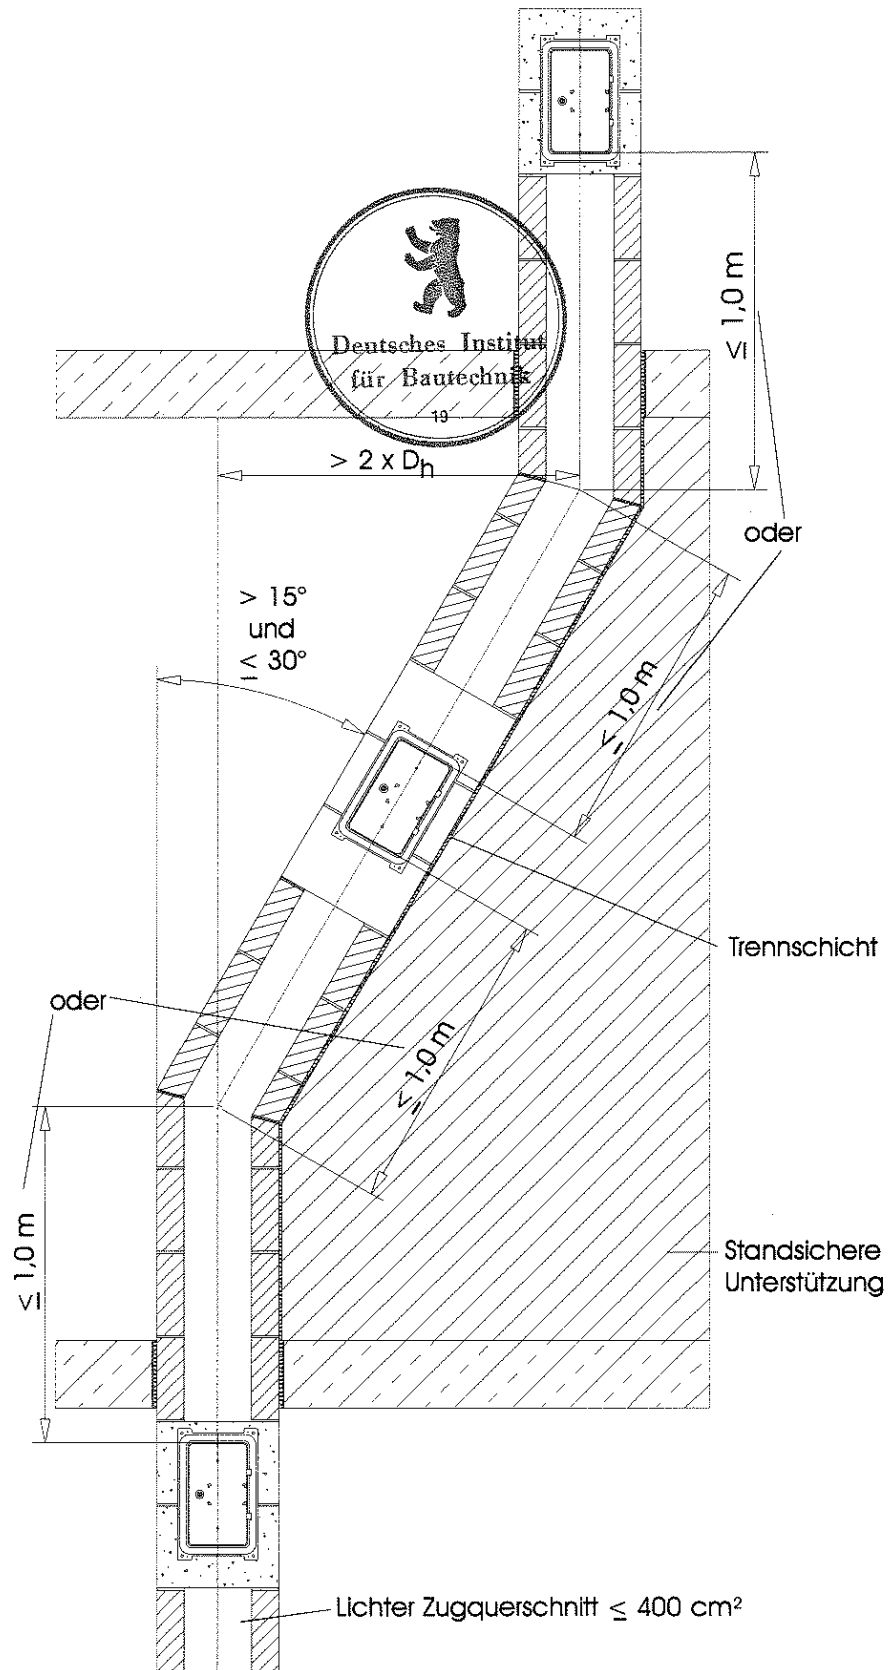 ≤ 1,0 m
Deutsches Institut
für Bautechnik
19
> 2 x Dh
oder
> 15°
und
≤ 30°
≤ 1,0 m
Trennschicht
oder
≤ 1,0 m
≤ 1,0 m
Standsichere
Unterstützung
Lichter Zugquerschnitt ≤ 400 cm²